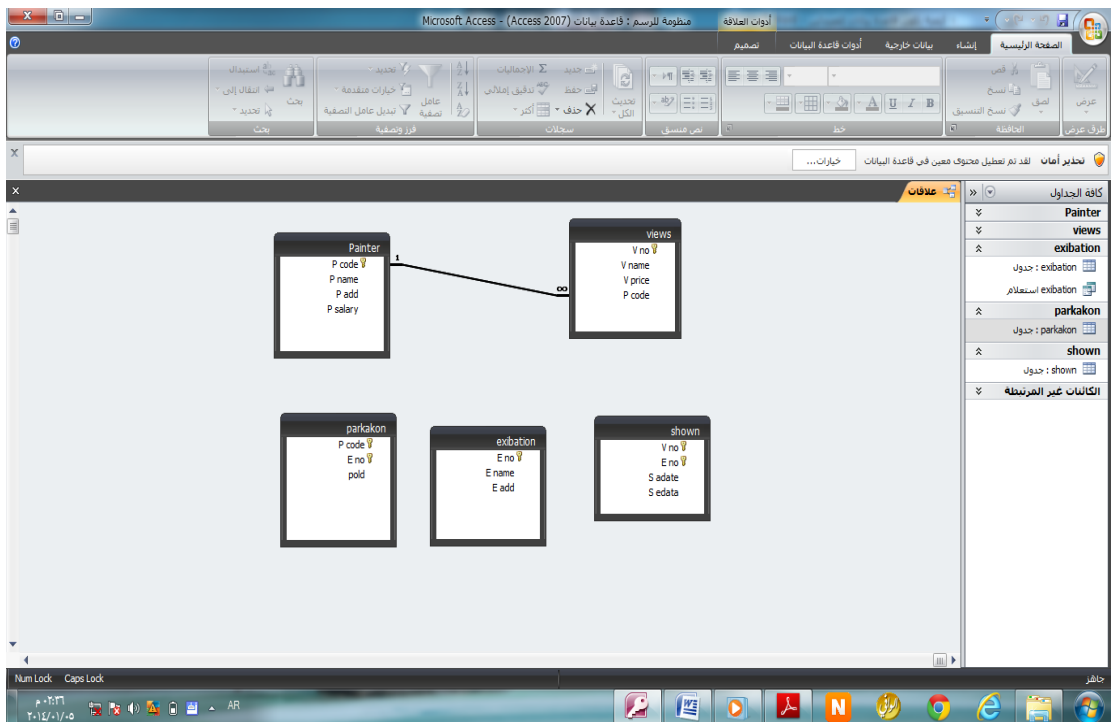 منظومة للرسم : قاعدة بيانات (Access 2007) - Microsoft Access
أدوات العلاقة
الصفحة الرئيسية
إنشاء
بيانات خارجية
أدوات قاعدة البيانات
تصميم
عرض
طرق عرض
لصق
قص
نسخ
نسخ التنسيق
الحافظة
B I U A
خط
نص منسق
تحديث الكل
جديد
حفظ
حذف
الإجماليات
تدقيق إملائي
أكثر
سجلات
عامل تصفية
تحديد
خيارات متقدمة
تبديل عامل التصفية
فرز وتصفية
بحث
استبدال
الانتقال إلى
تحديد
بحث
تحذير أمان لقد تم تعطيل محتوى معين في قاعدة البيانات
خيارات...
كافة الجداول
Painter
views
exibation
exibation : جدول
exibation استعلام
parkakon
parkakon : جدول
shown
shown : جدول
الكائنات غير المرتبطة
علاقات
Painter
P code
P name
P add
P salary
1
∞
views
V no
V name
V price
P code
parkakon
P code
E no
pold
exibation
E no
E name
E add
shown
V no
E no
S adate
S edata
جاهز
Num Lock Caps Lock
AR
٠٢:٣٦ م
٢٠١٤/٠١/٠٥